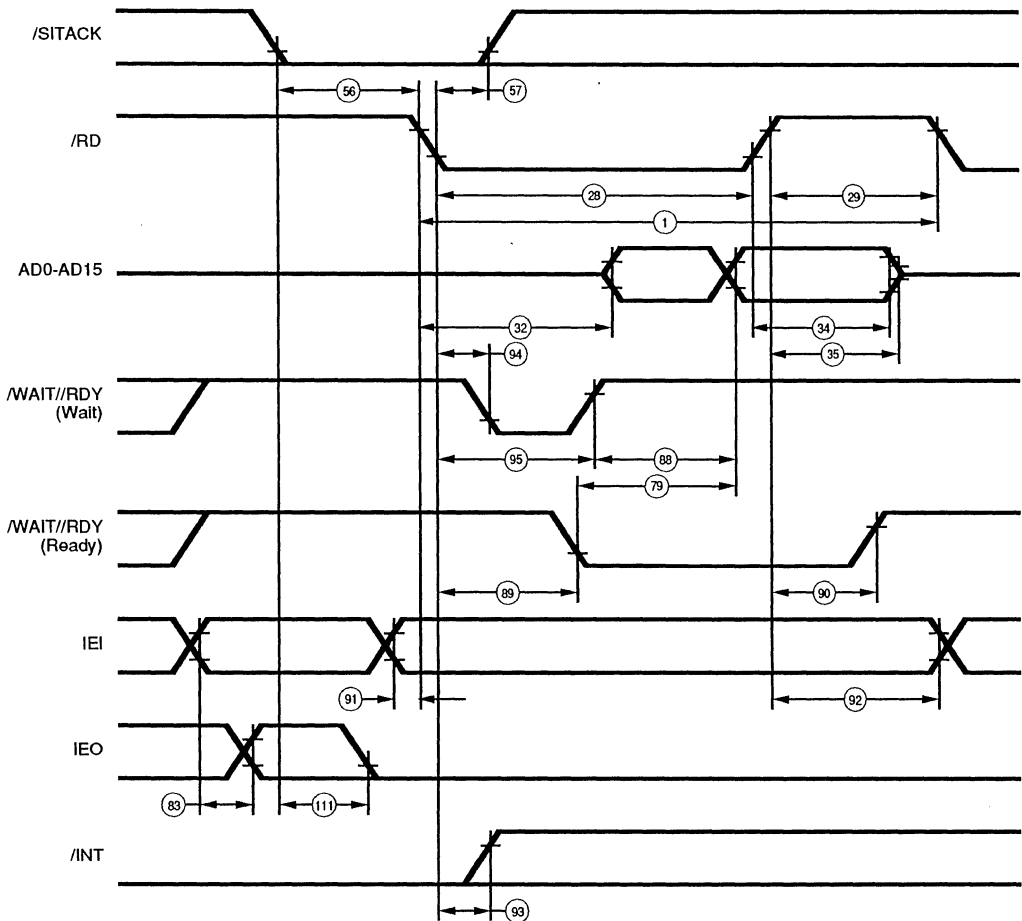 /SITACK
56
57
/RD
28
29
1
AD0-AD15
32
34
94
35
/WAIT//RDY
(Wait)
95
88
79
/WAIT//RDY
(Ready)
89
90
IEI
91
92
IEO
83
111
/INT
93